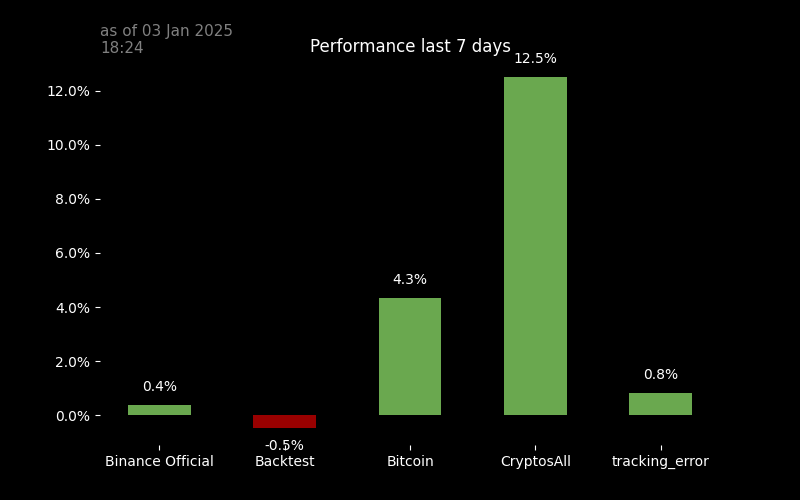 as of 03 Jan 2025
18:24
Performance last 7 days
12.5%
12.0%
10.0%
8.0%
6.0%
4.3%
4.0%
2.0%
0.8%
0.4%
0.0%
-0.5%
Binance Official
Backtest
Bitcoin
CryptosAll
tracking_error